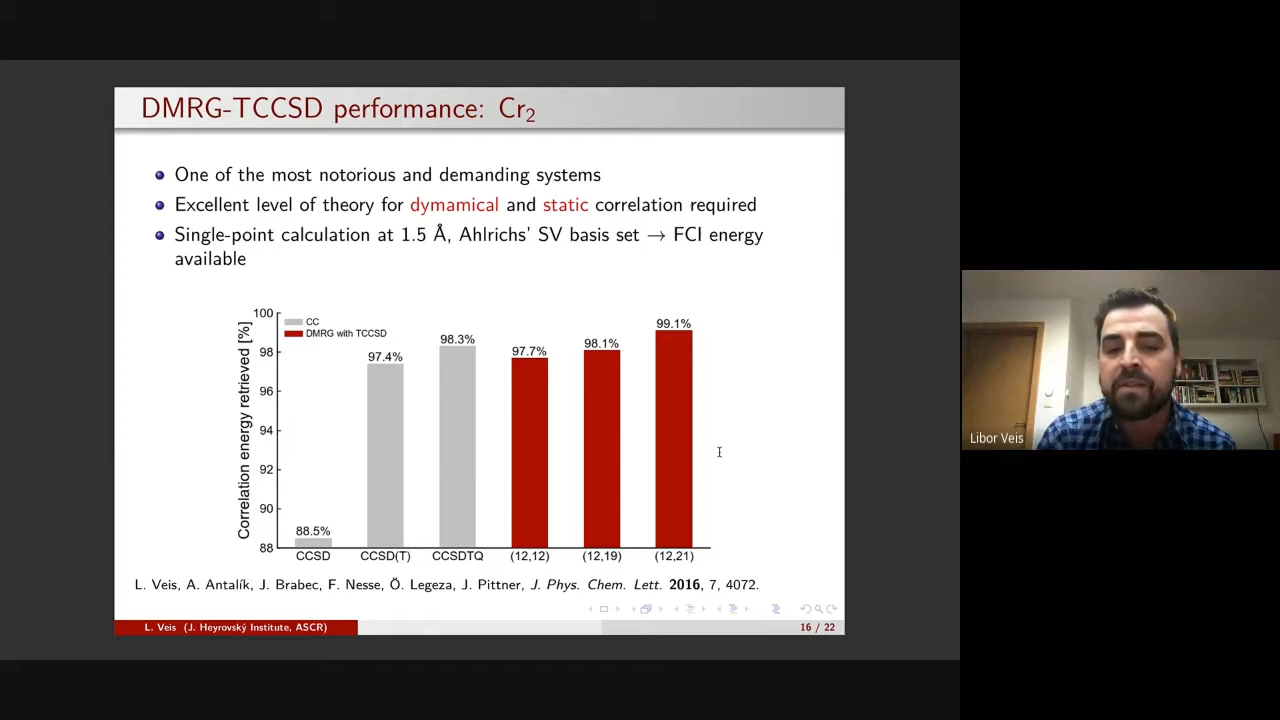 DMRG-TCCSD performance: Cr₂
One of the most notorious and demanding systems
Excellent level of theory for dymamical and static correlation required
Single-point calculation at 1.5 Å, Ahlrichs' SV basis set → FCI energy
available
Correlation energy retrieved [%]
100
98
96
94
92
90
88
CC
DMRG with TCCSD
88.5%
97.4%
98.3%
97.7%
98.1%
99.1%
CCSD CCSD(T) CCSDTQ (12,12) (12,19) (12,21)
L. Veis, A. Antalík, J. Brabec, F. Nesse, Ö. Legeza, J. Pittner, J. Phys. Chem. Lett. 2016, 7, 4072.
L. Veis (J. Heyrovský Institute, ASCR)
16 / 22
Libor Veis